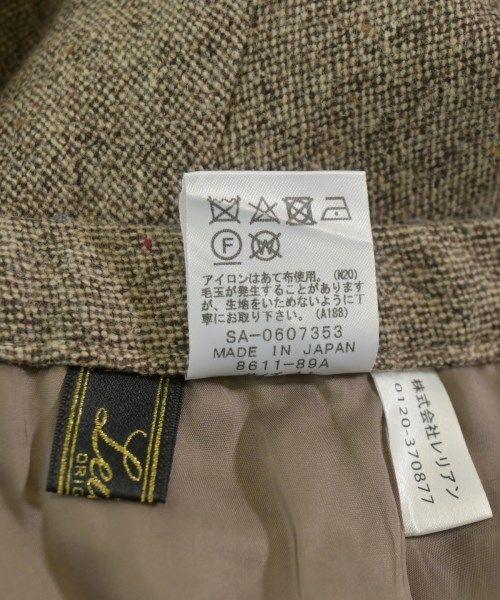 F W
アイロンはあて布使用。(N20)
毛玉が発生することがあります
が、生地をいためないように丁
寧にお取り下さい。(A188)
SA-0607353
MADE IN JAPAN
8611-89A
株式会社レリアン
0120-370877